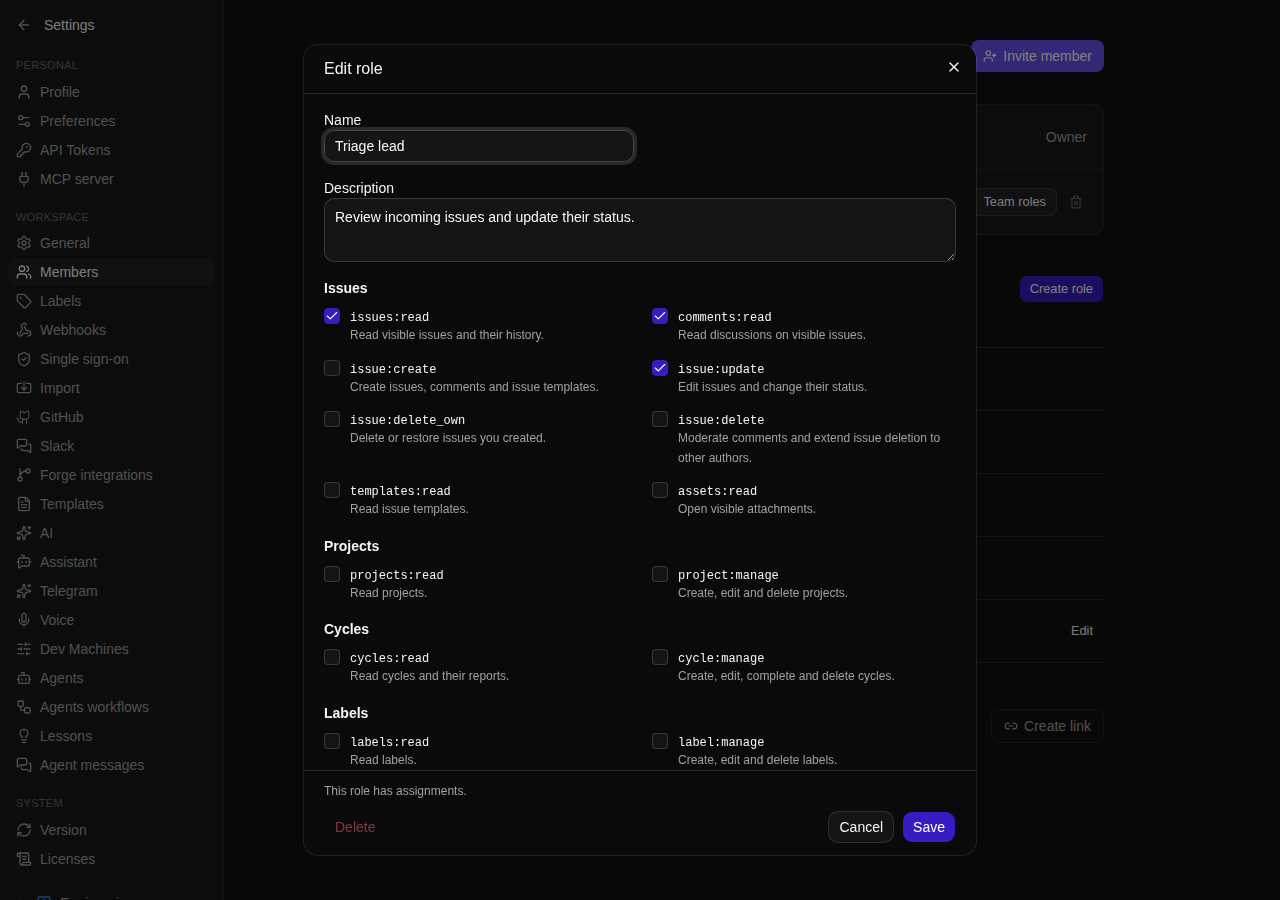 Settings
PERSONAL
Profile
Preferences
API Tokens
MCP server
WORKSPACE
General
Members
Labels
Webhooks
Single sign-on
Import
GitHub
Slack
Forge integrations
Templates
AI
Assistant
Telegram
Voice
Dev Machines
Agents
Agents workflows
Lessons
Agent messages
SYSTEM
Version
Licenses
Invite member
Owner
Team roles
Create role
Edit
Create link
Edit role
Name
Triage lead
Description
Review incoming issues and update their status.
Issues
issues:read
Read visible issues and their history.
comments:read
Read discussions on visible issues.
issue:create
Create issues, comments and issue templates.
issue:update
Edit issues and change their status.
issue:delete_own
Delete or restore issues you created.
issue:delete
Moderate comments and extend issue deletion to
other authors.
templates:read
Read issue templates.
assets:read
Open visible attachments.
Projects
projects:read
Read projects.
project:manage
Create, edit and delete projects.
Cycles
cycles:read
Read cycles and their reports.
cycle:manage
Create, edit, complete and delete cycles.
Labels
labels:read
Read labels.
label:manage
Create, edit and delete labels.
This role has assignments.
Delete
Cancel
Save